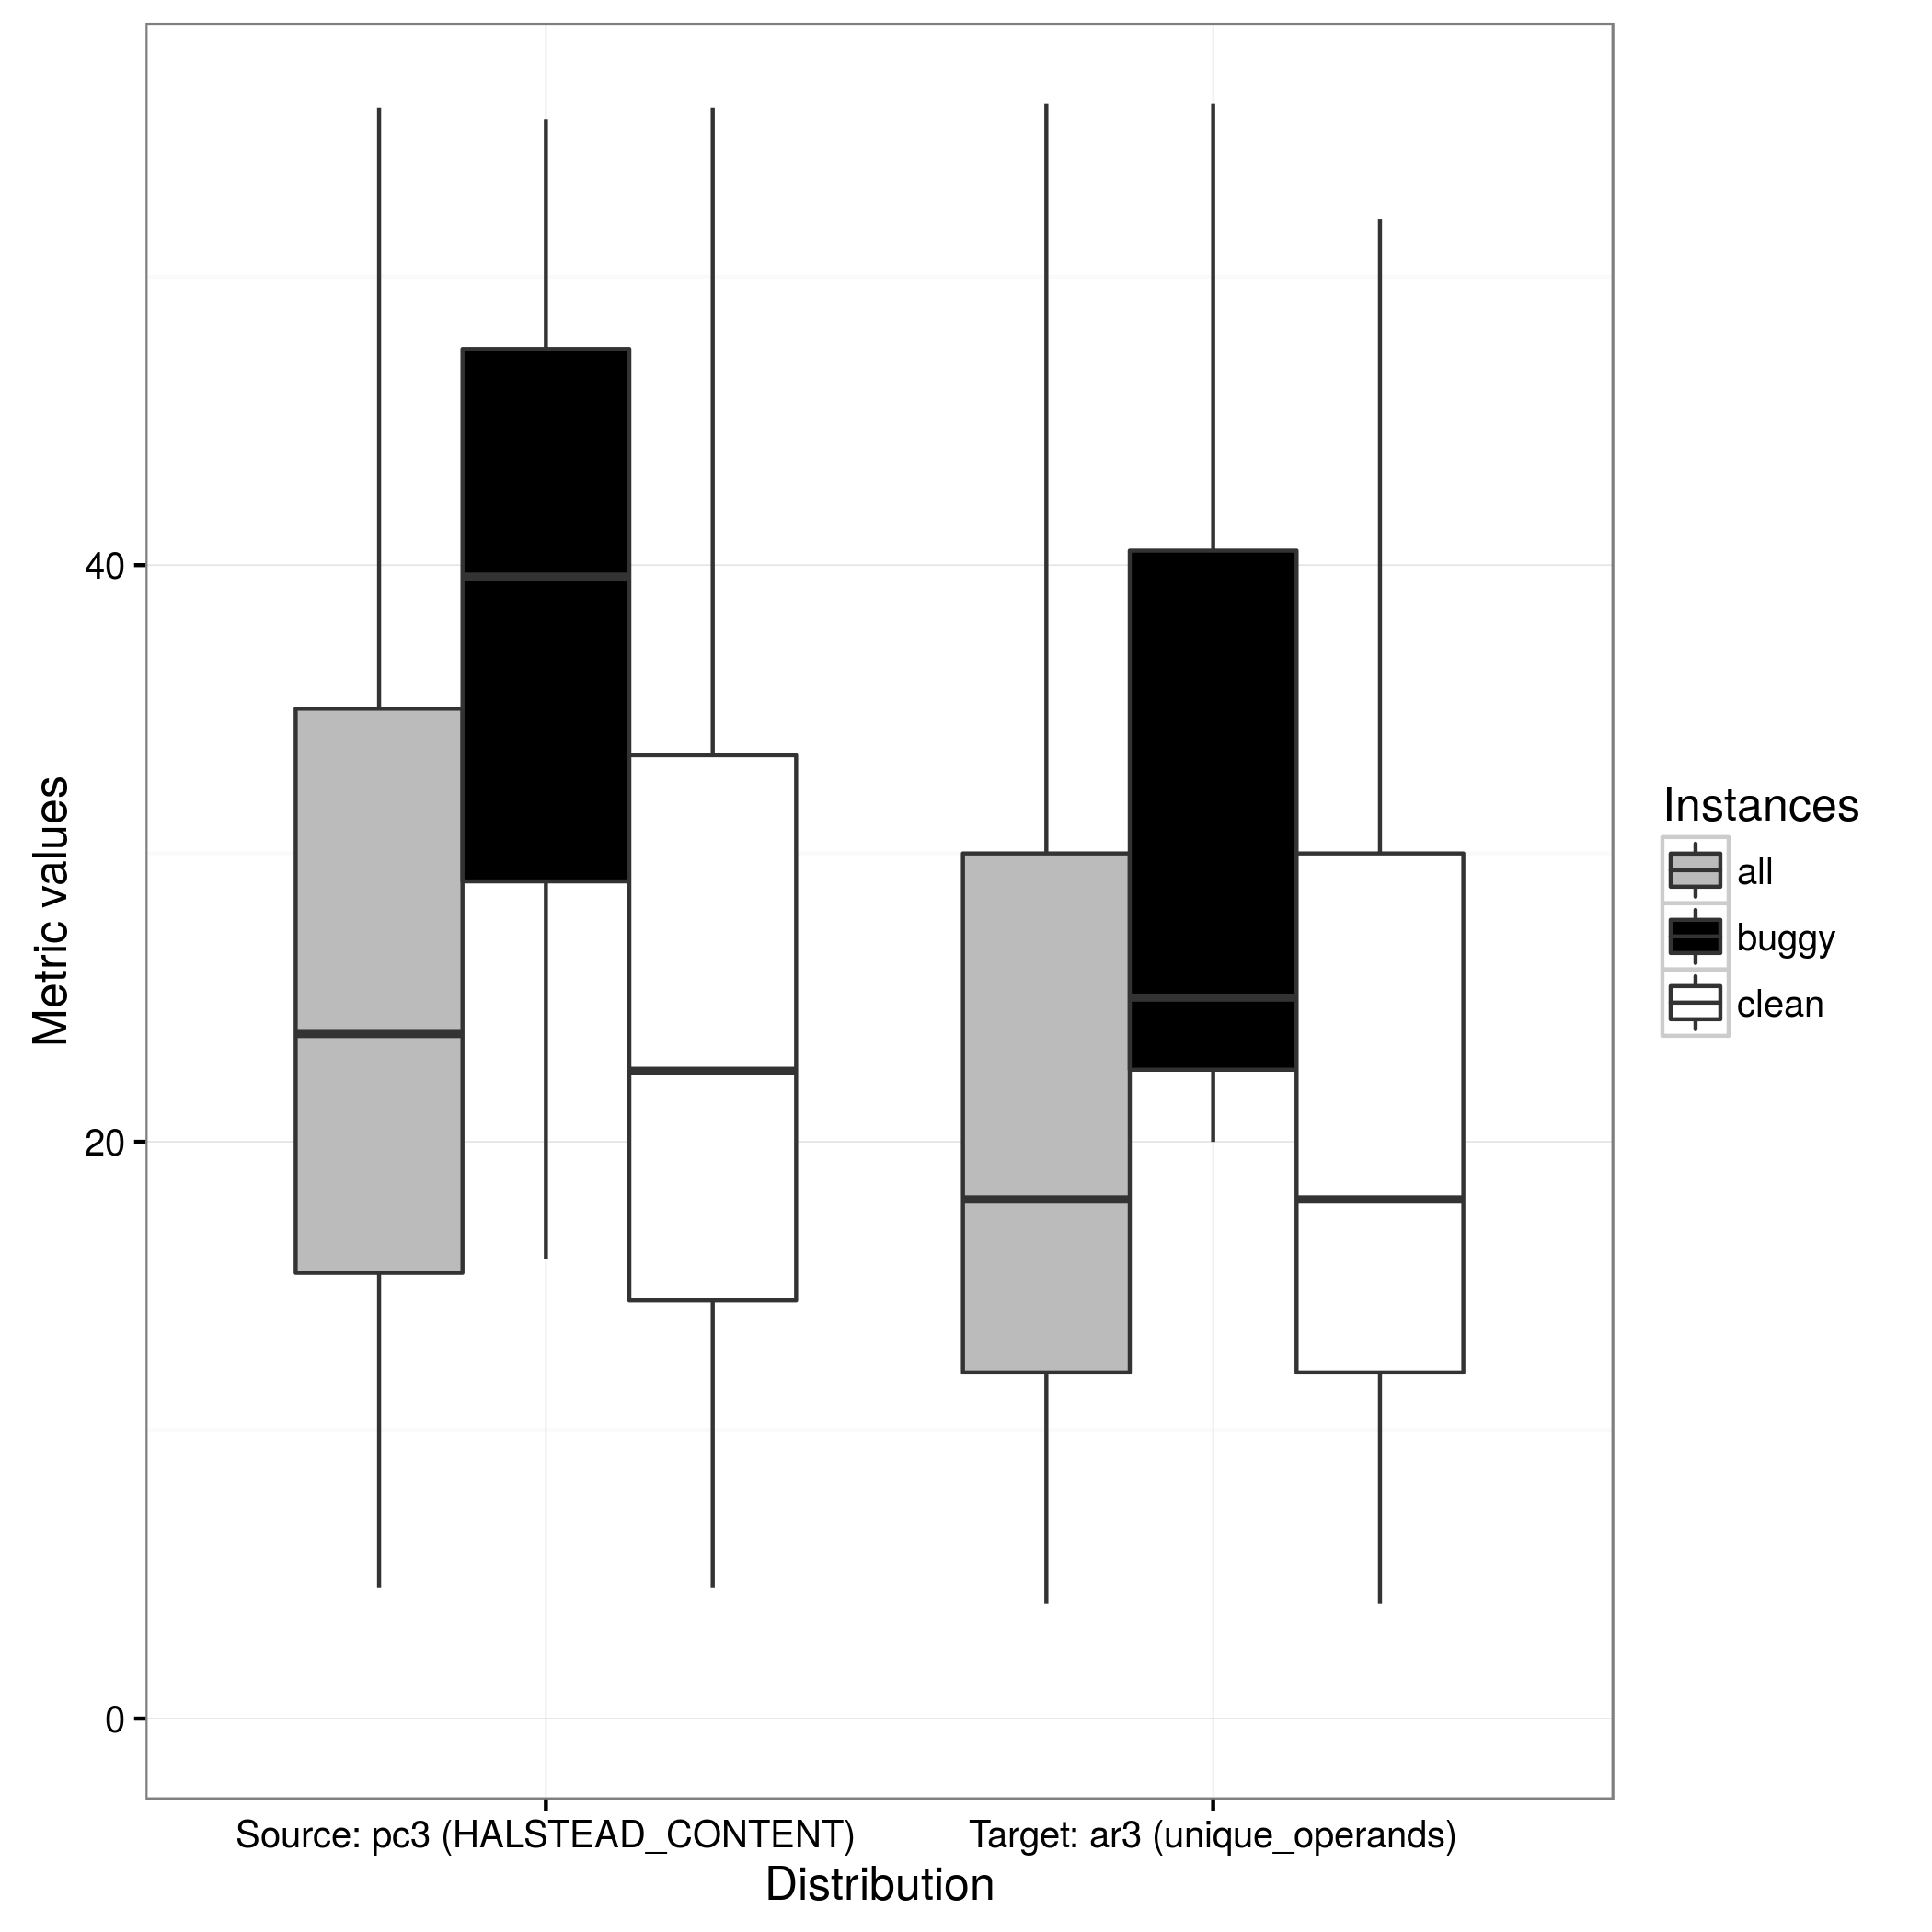 Metric values
40
20
0
Source: pc3 (HALSTEAD_CONTENT)
Target: ar3 (unique_operands)
Distribution
Instances
all
buggy
clean